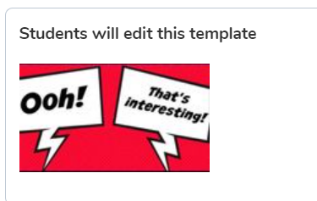 Students will edit this template
Ooh!
That's
interesting!